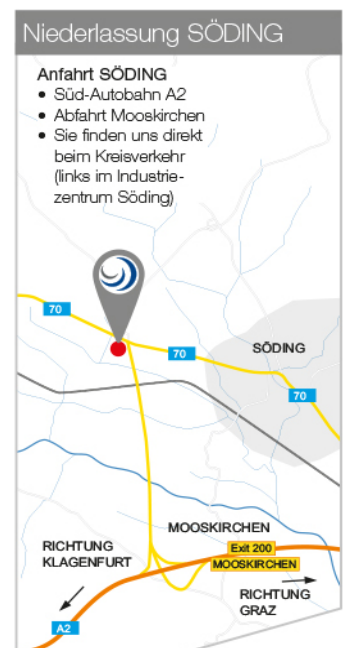 Niederlassung SÖDING
Anfahrt SÖDING
• Süd-Autobahn A2
• Abfahrt Mooskirchen
• Sie finden uns direkt
beim Kreisverkehr
(links im Industrie-
zentrum Söding)
70
70
SÖDING
70
MOOSKIRCHEN
Exit 200
MOOSKIRCHEN
RICHTUNG
KLAGENFURT
RICHTUNG
GRAZ
A2